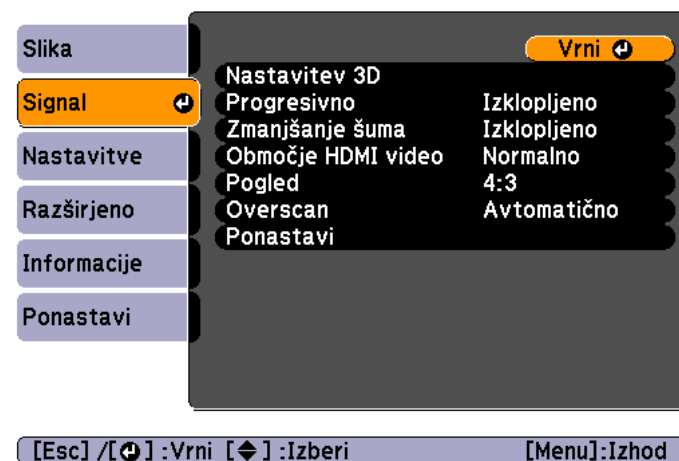 Slika
Signal
Nastavitve
Razširjeno
Informacije
Ponastavi
Vrni
Nastavitev 3D
Progresivno Izklopljeno
Zmanjšanje šuma Izklopljeno
Območje HDMI video Normalno
Pogled 4:3
Overscan Avtomatično
Ponastavi
[Esc] /[⏎] :Vrni [◆] :Izberi [Menu]:Izhod